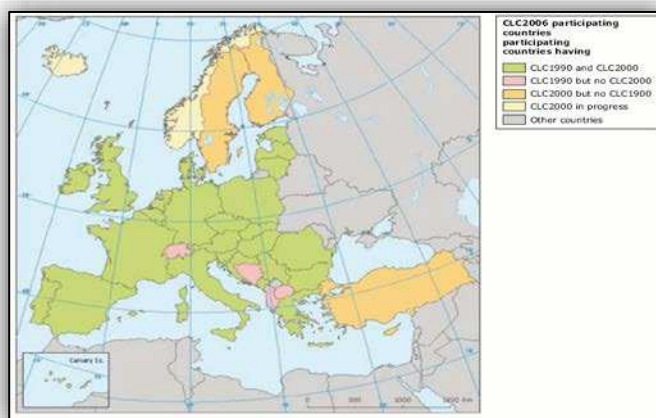 CLC2006 participating
countries
participating
countries having
CLC1990 and CLC2000
CLC1990 but no CLC2000
CLC2000 but no CLC1900
CLC2000 in progress
Other countries
Canary Is.
0 500 1000 1500 km